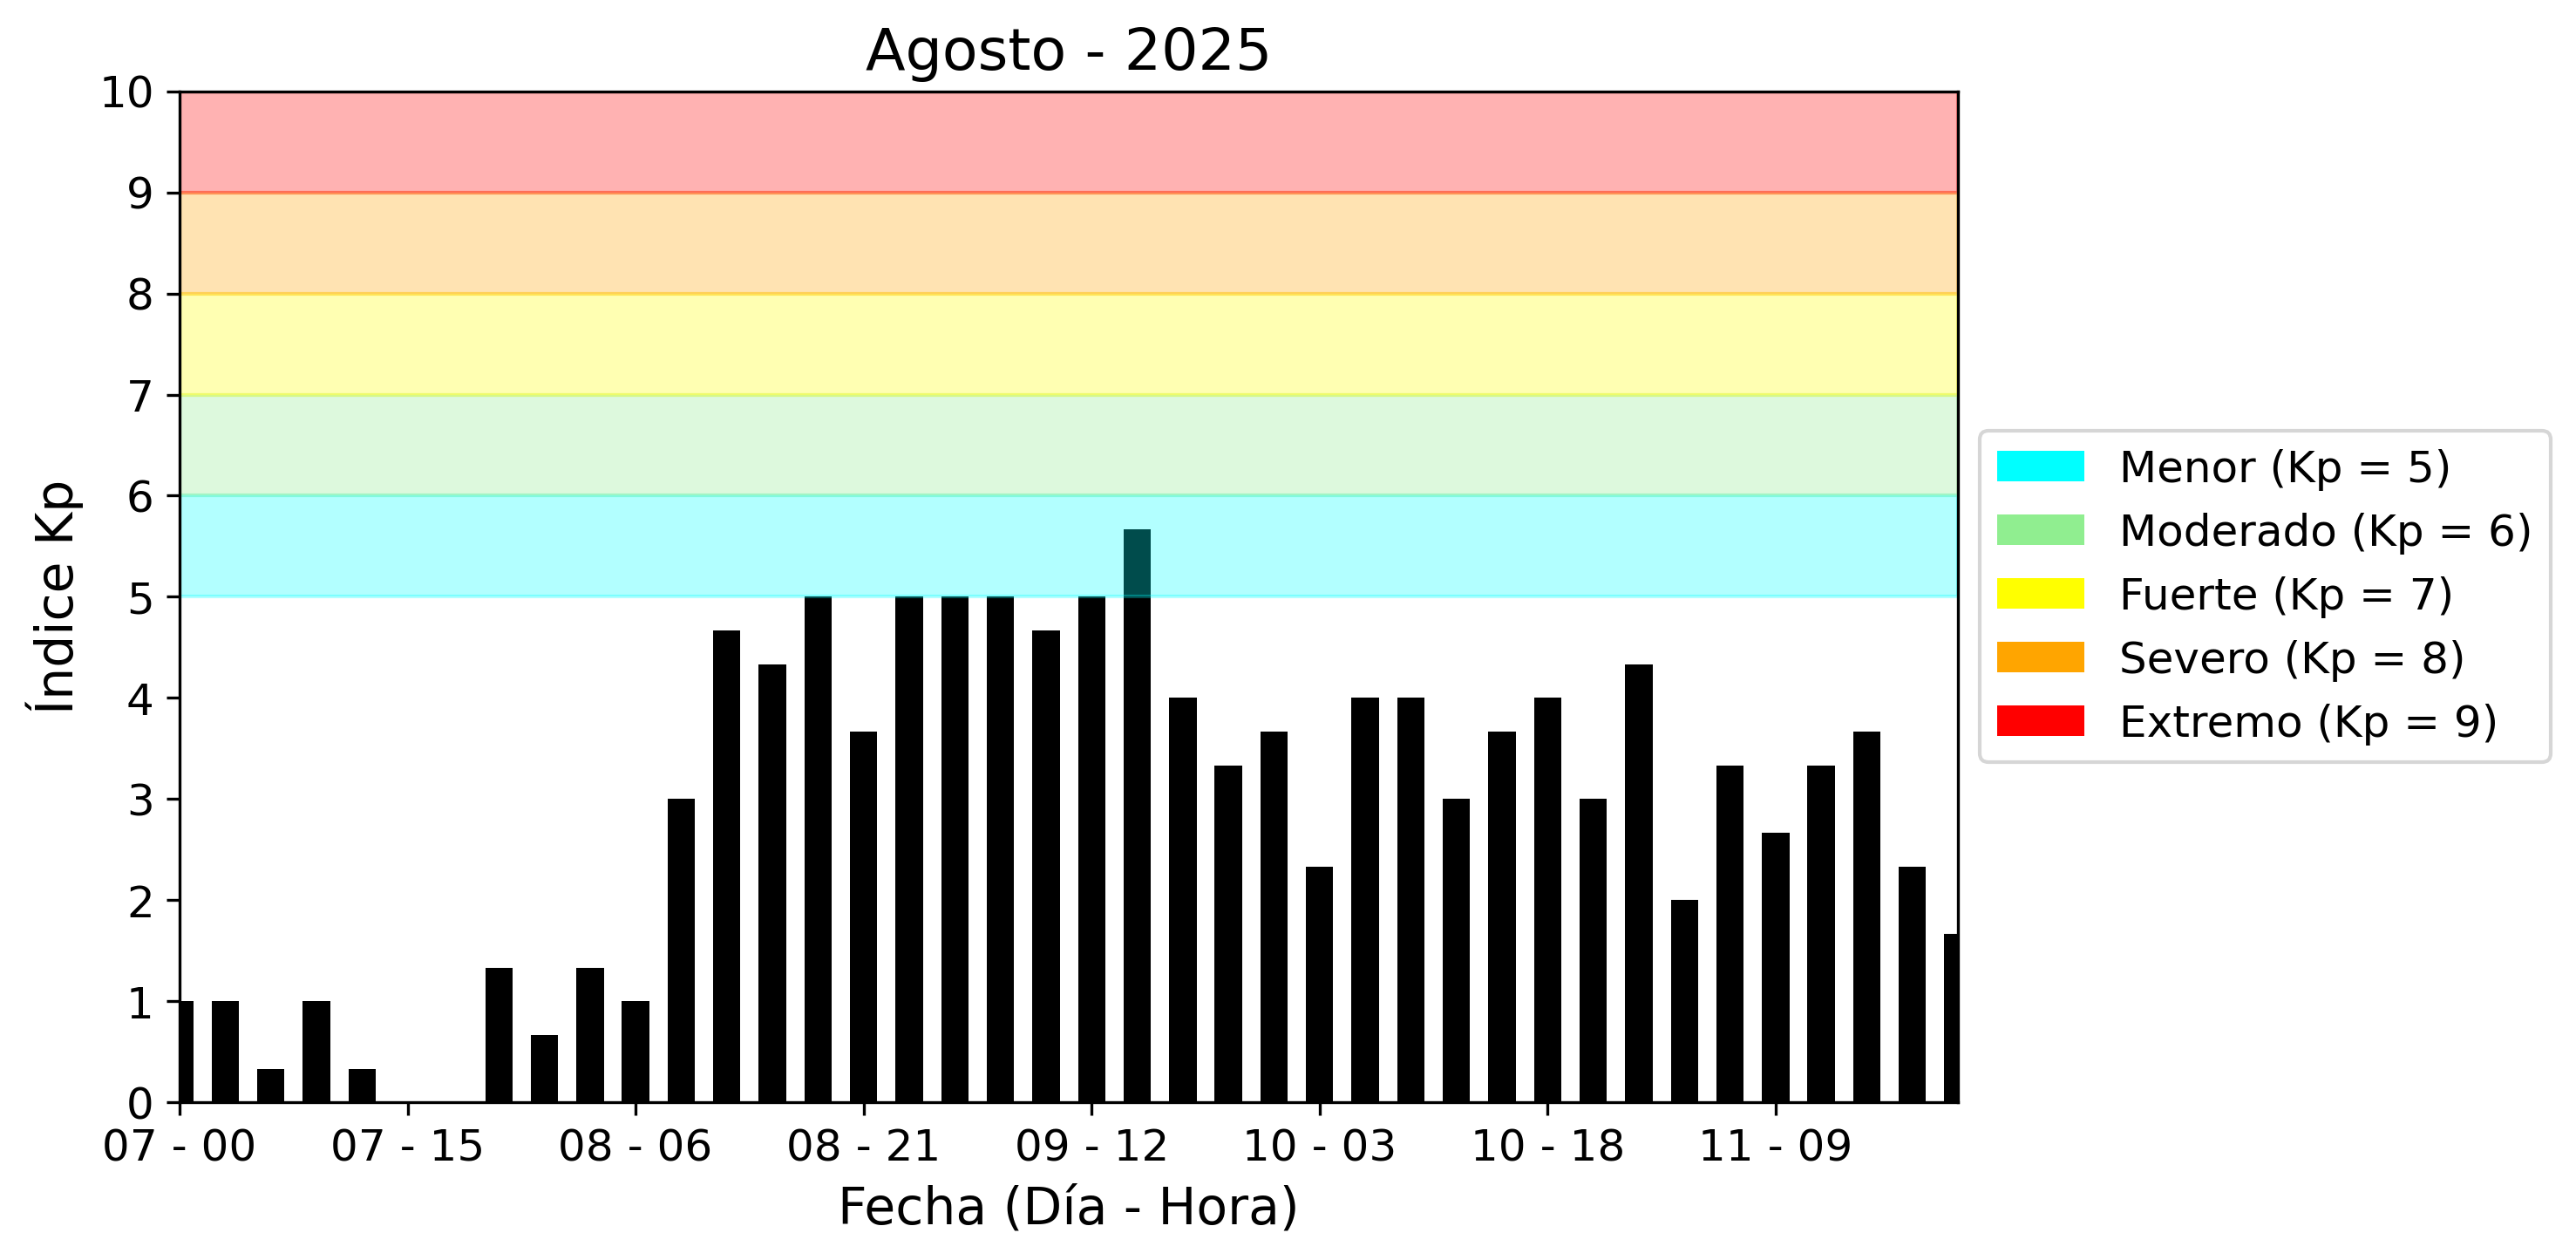 Agosto - 2025
10
9
8
7
6
5
4
3
2
1
0
Índice Kp
07 - 00 07 - 15 08 - 06 08 - 21 09 - 12 10 - 03 10 - 18 11 - 09
Fecha (Día - Hora)
Menor (Kp = 5)
Moderado (Kp = 6)
Fuerte (Kp = 7)
Severo (Kp = 8)
Extremo (Kp = 9)